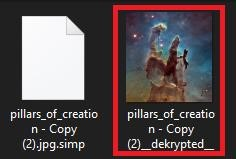 pillars_of_creatio
n - Copy
(2).jpg.simp
pillars_of_creatio
n - Copy
(2)__dekrypted__